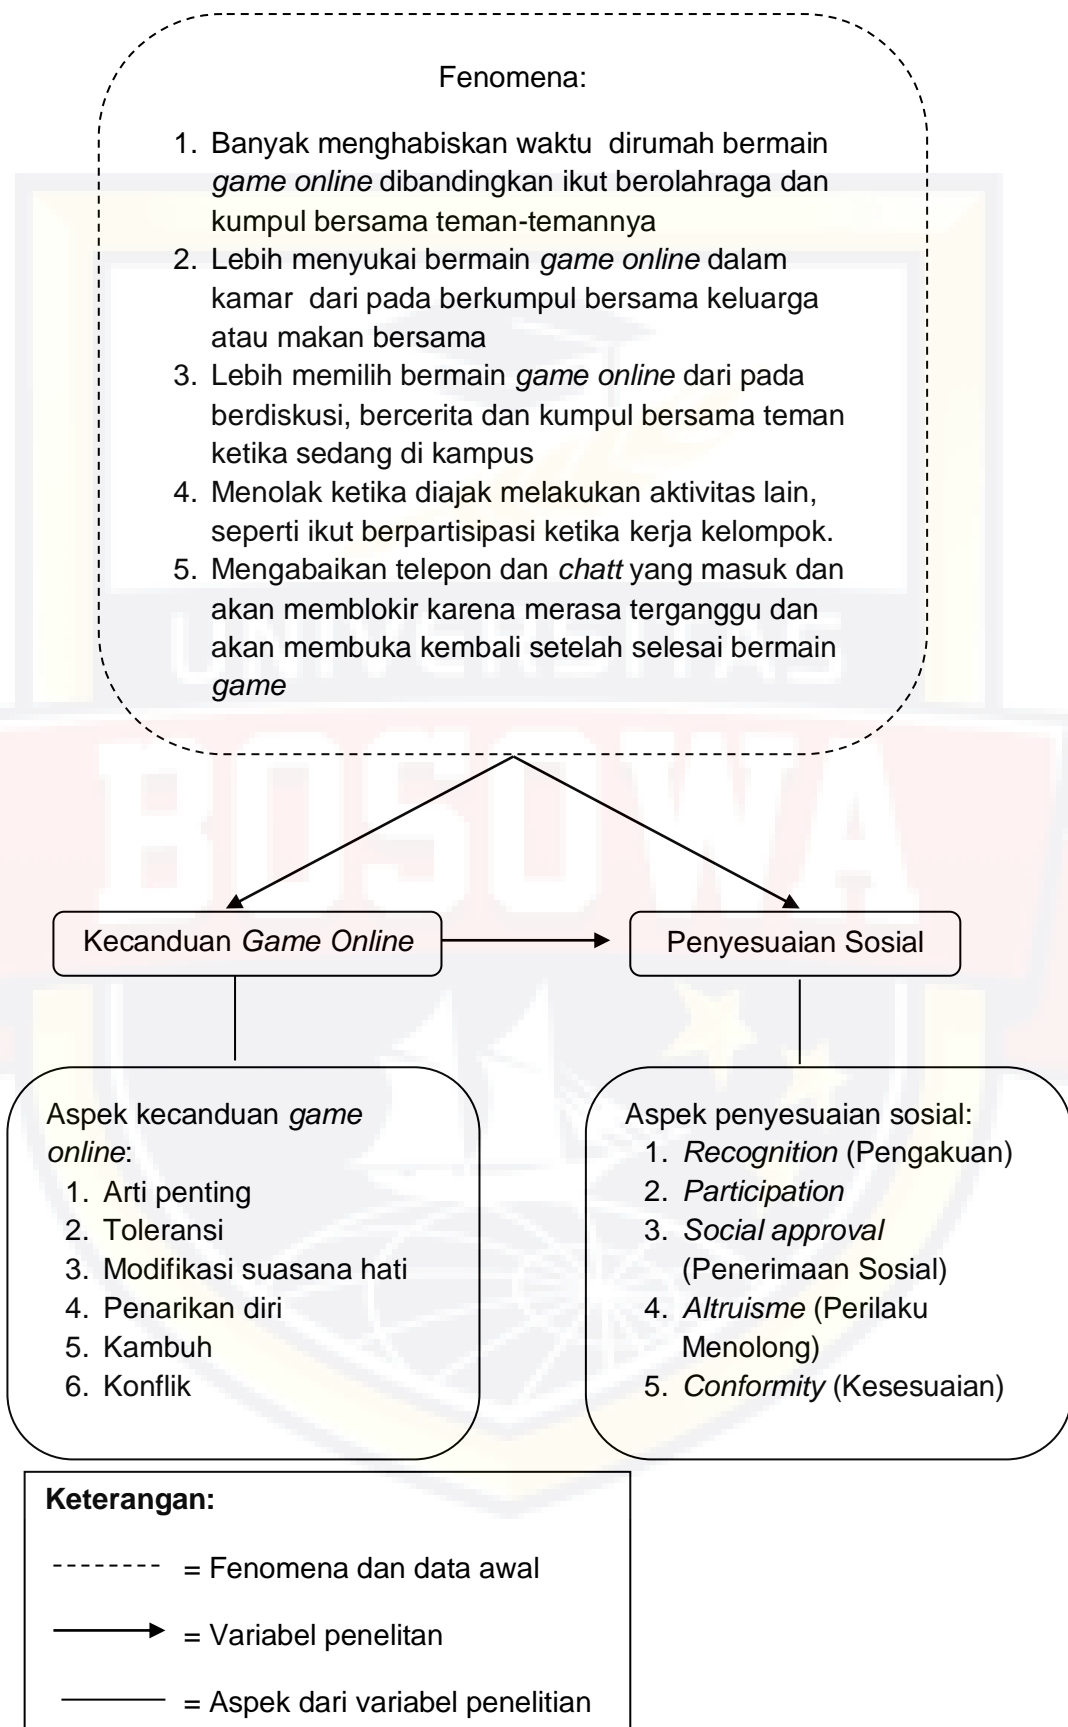 Fenomena:
1. Banyak menghabiskan waktu dirumah bermain
game online dibandingkan ikut berolahraga dan
kumpul bersama teman-temannya
2. Lebih menyukai bermain game online dalam
kamar dari pada berkumpul bersama keluarga
atau makan bersama
3. Lebih memilih bermain game online dari pada
berdiskusi, bercerita dan kumpul bersama teman
ketika sedang di kampus
4. Menolak ketika diajak melakukan aktivitas lain,
seperti ikut berpartisipasi ketika kerja kelompok.
5. Mengabaikan telepon dan chatt yang masuk dan
akan memblokir karena merasa terganggu dan
akan membuka kembali setelah selesai bermain
game
UNIVERSITAS
BOSOWA
Kecanduan Game Online
Penyesuaian Sosial
Aspek kecanduan game
online:
1. Arti penting
2. Toleransi
3. Modifikasi suasana hati
4. Penarikan diri
5. Kambuh
6. Konflik
Aspek penyesuaian sosial:
1. Recognition (Pengakuan)
2. Participation
3. Social approval
(Penerimaan Sosial)
4. Altruisme (Perilaku
Menolong)
5. Conformity (Kesesuaian)
Keterangan:
= Fenomena dan data awal
= Variabel penelitan
= Aspek dari variabel penelitian